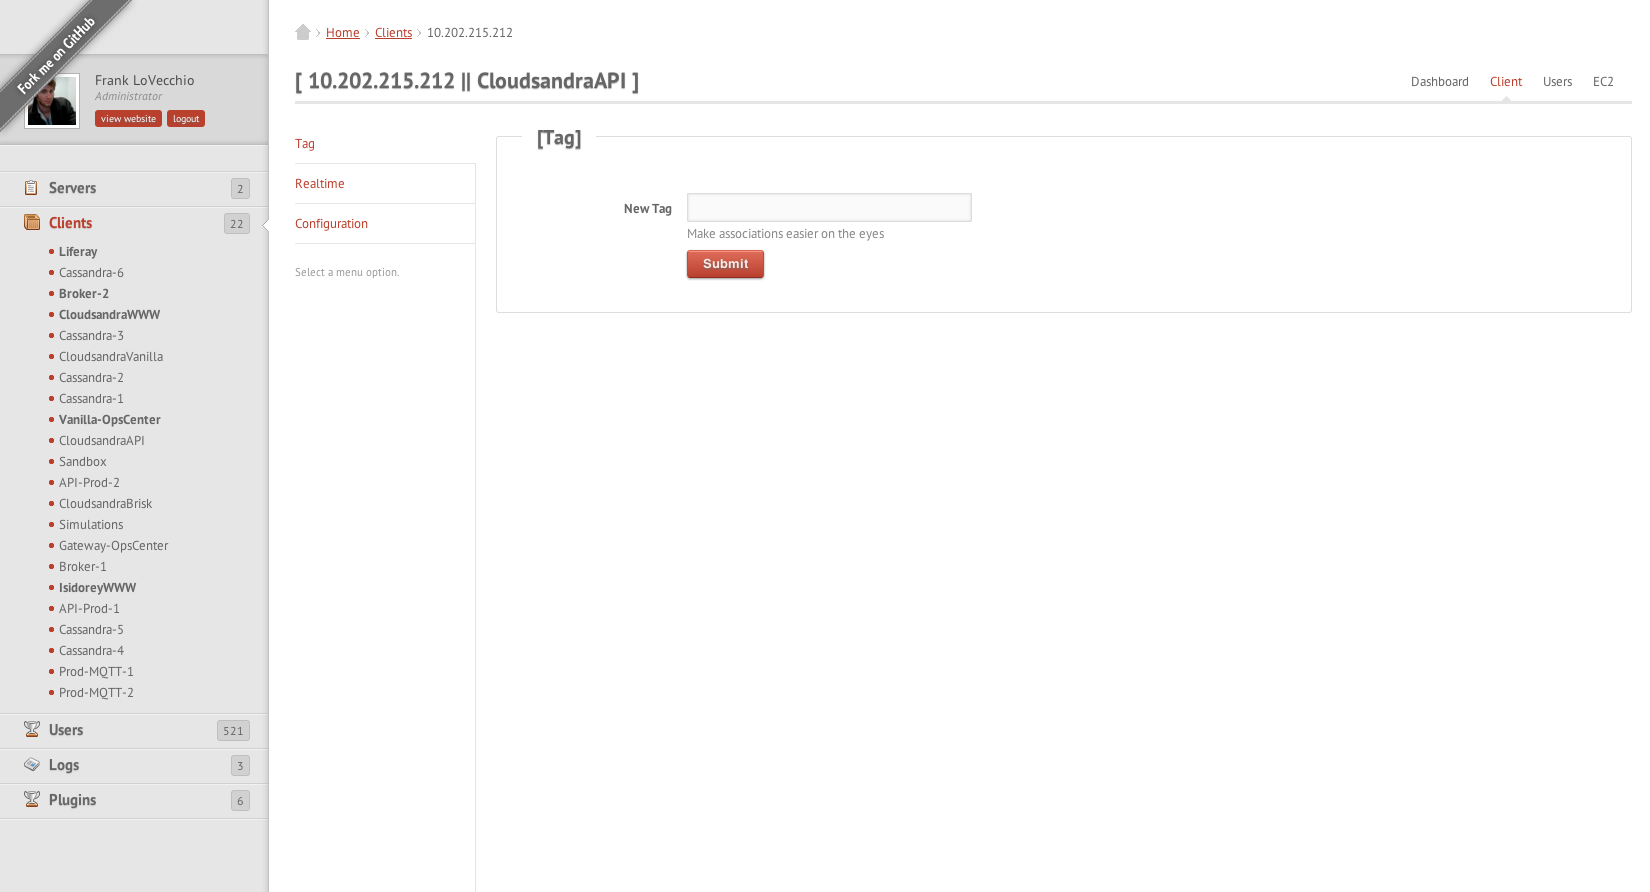 Fork me on GitHub
Frank LoVecchio
Administrator
view website
logout
Servers 2
Clients 22
Liferay
Cassandra-6
Broker-2
CloudsandraWWW
Cassandra-3
CloudsandraVanilla
Cassandra-2
Cassandra-1
Vanilla-OpsCenter
CloudsandraAPI
Sandbox
API-Prod-2
CloudsandraBrisk
Simulations
Gateway-OpsCenter
Broker-1
IsidoreyWWW
API-Prod-1
Cassandra-5
Cassandra-4
Prod-MQTT-1
Prod-MQTT-2
Users 521
Logs 3
Plugins 6
Home Clients 10.202.215.212
[ 10.202.215.212 || CloudsandraAPI ]
Dashboard Client Users EC2
Tag
Realtime
Configuration
Select a menu option.
[Tag]
New Tag
Make associations easier on the eyes
Submit